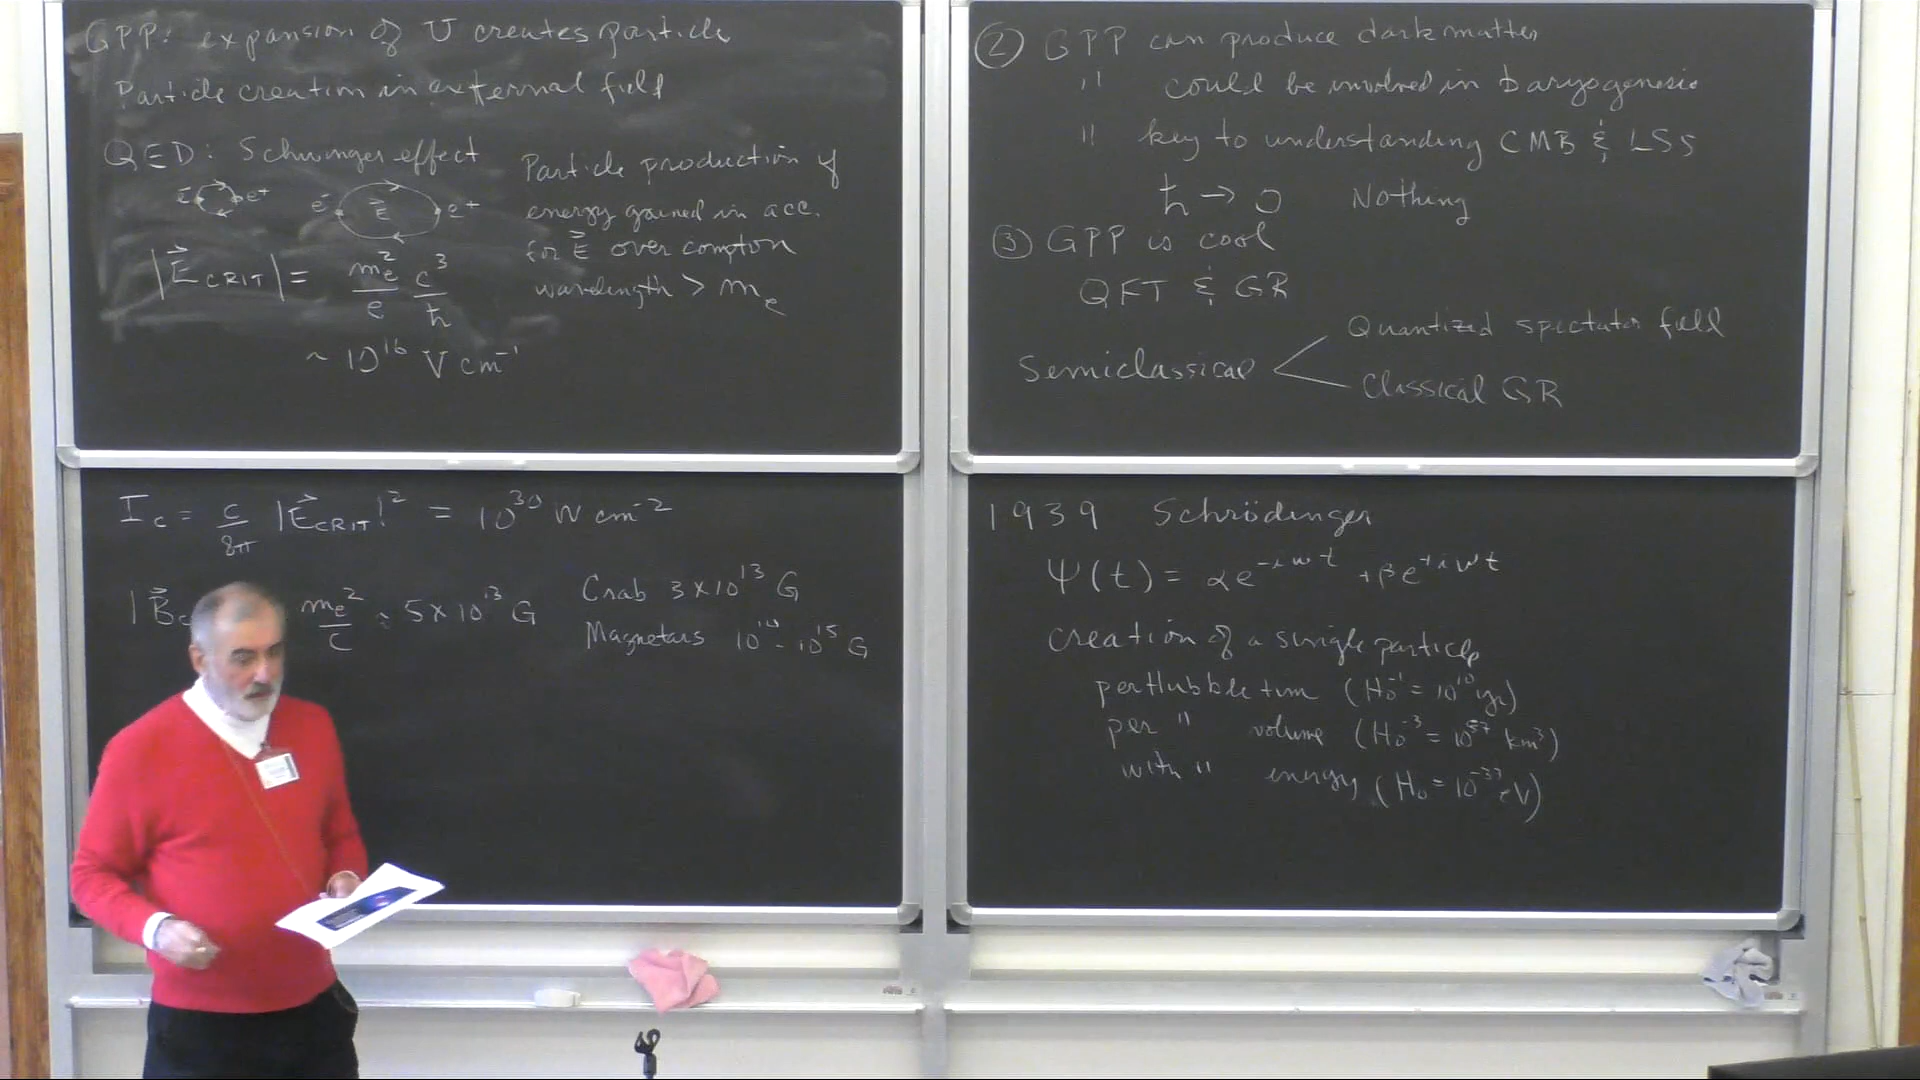 GPP: expansion of U creates particle
Particle creation in external field
QED: Schwinger effect
e⁻ e⁺ e⁻ E⃗ e⁺
|E⃗CRIT| = mₑ²/e c³/ħ
~ 10¹⁶ V cm⁻¹
Particle production if
energy gained in acc.
for E⃗ over compton
wavelength > mₑ
I_c = c/8π |E⃗CRIT|² = 10³⁰ W cm⁻²
|B⃗c mₑ²/c ≈ 5×10¹³ G
Crab 3×10¹³ G
Magnetars 10¹⁴ - 10¹⁵ G
② GPP can produce dark matter
" could be involved in baryogenesis
" key to understanding CMB & LSS
ħ → 0 Nothing
③ GPP is cool
QFT & GR
Semiclassical
Quantized spectator field
Classical GR
1939 Schrödinger
Ψ(t) = αe^{-iωt} + βe^{+iωt}
creation of a single particle
per Hubble time (H₀⁻¹ = 10¹⁰ yr)
per " volume (H₀⁻³ = 10⁶⁷ km³)
with " energy (H₀ = 10⁻³³ eV)